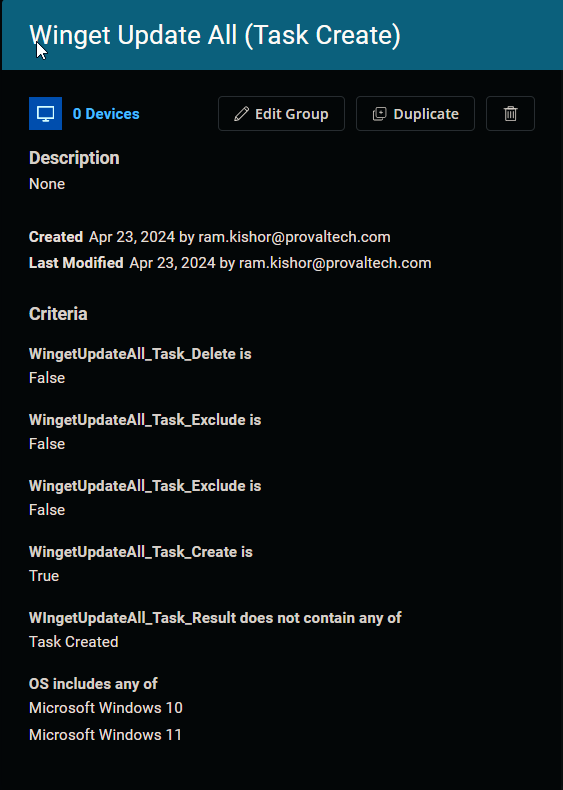 Winget Update All (Task Create)
0 Devices
Edit Group
Duplicate
Description
None
Created Apr 23, 2024 by ram.kishor@provaltech.com
Last Modified Apr 23, 2024 by ram.kishor@provaltech.com
Criteria
WingetUpdateAll_Task_Delete is
False
WingetUpdateAll_Task_Exclude is
False
WingetUpdateAll_Task_Exclude is
False
WingetUpdateAll_Task_Create is
True
WIngetUpdateAll_Task_Result does not contain any of
Task Created
OS includes any of
Microsoft Windows 10
Microsoft Windows 11